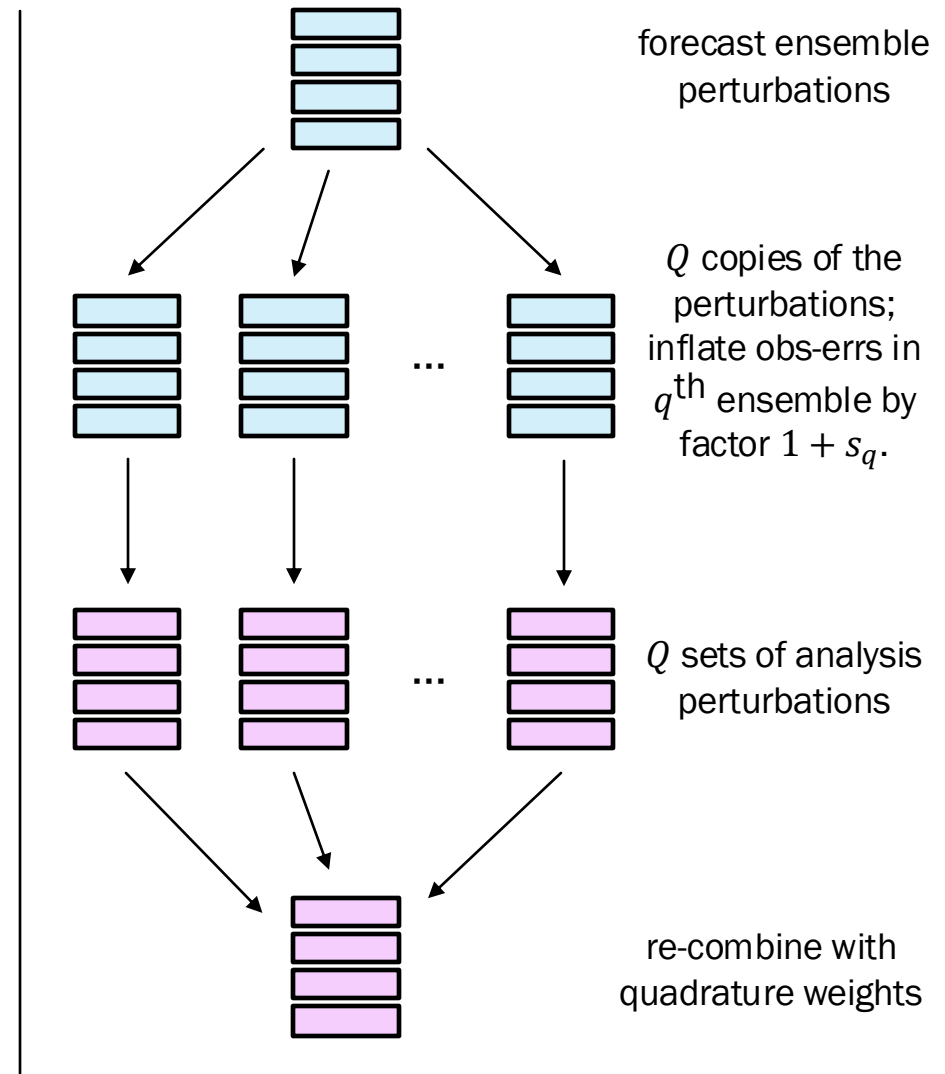 forecast ensemble
perturbations
Q copies of the
perturbations;
inflate obs-errs in
qᵗʰ ensemble by
factor 1 + s_q.
...
Q sets of analysis
perturbations
...
re-combine with
quadrature weights